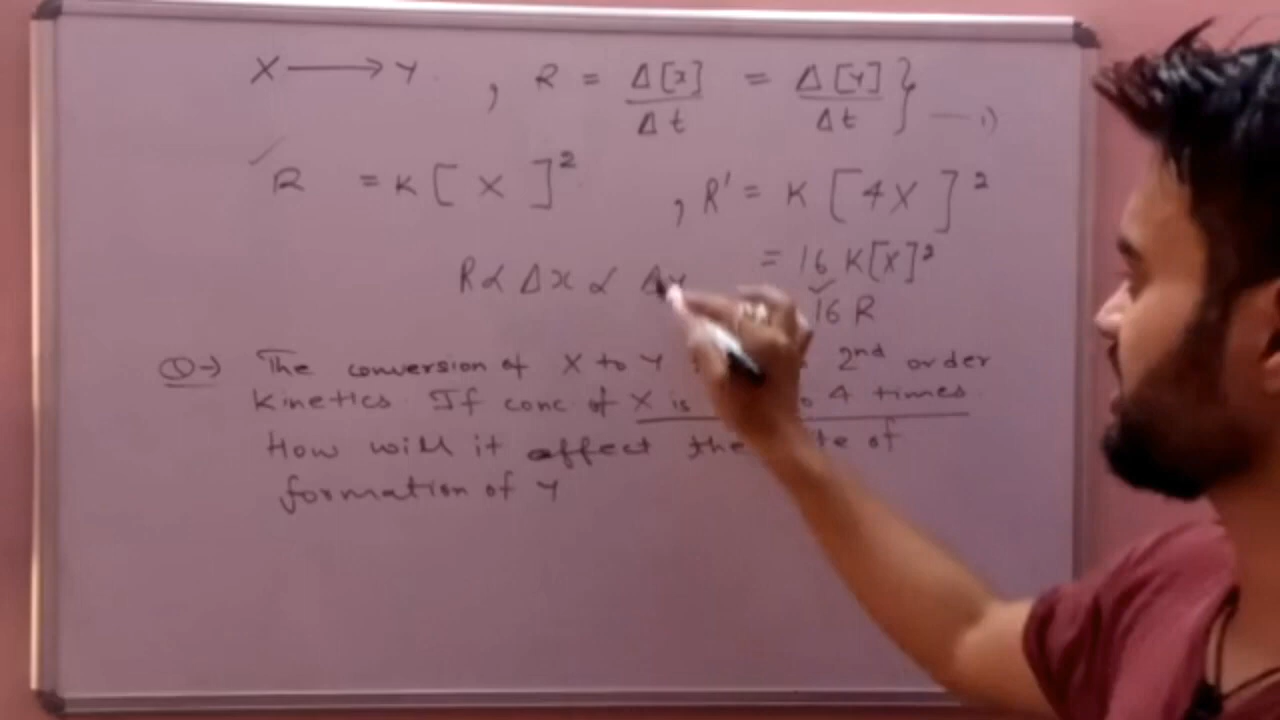 X ⟶ Y , R = Δ[x]/Δt = Δ[Y]/Δt } — 1)
✓ R = K[X]² , R' = K[4X]²
= 16 K[X]²
R ∝ Δx ∝ Δy 16 R
Q→ The conversion of X to Y 2nd order
kinetics If conc of X is 4 times
How will it affect the of
formation of Y